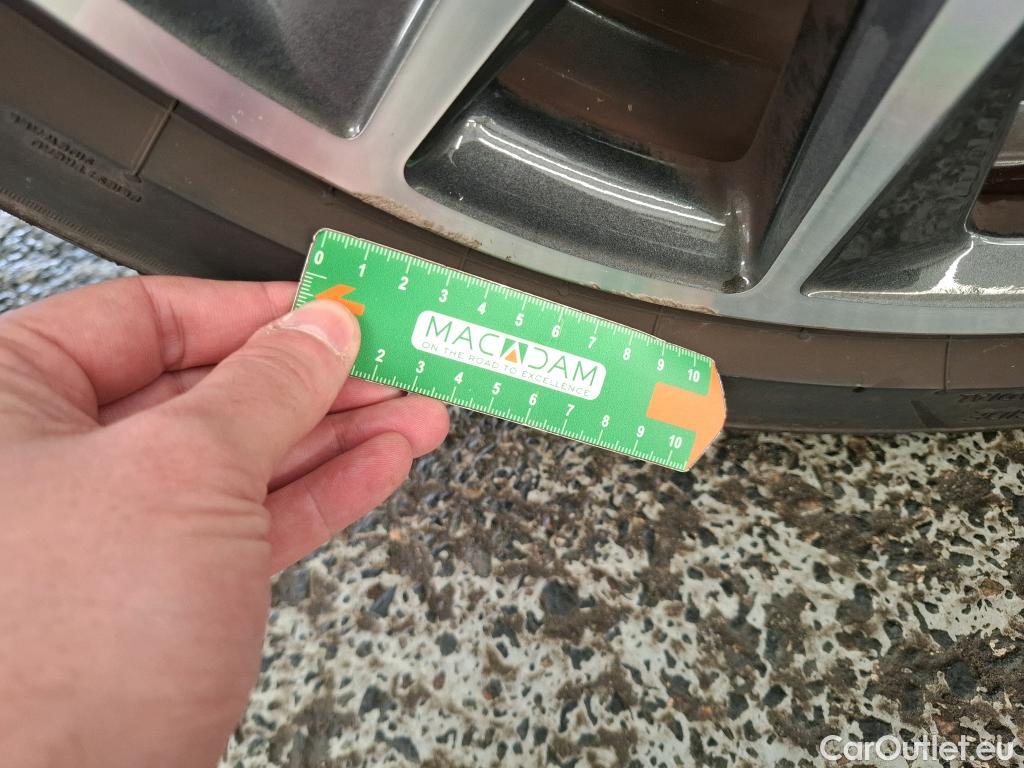 0 1 2 3 4 5 6 7 8 9 10
MACADAM
ON THE ROAD TO EXCELLENCE
2 3 4 5 6 7 8 9 10
CarOutlet.eu